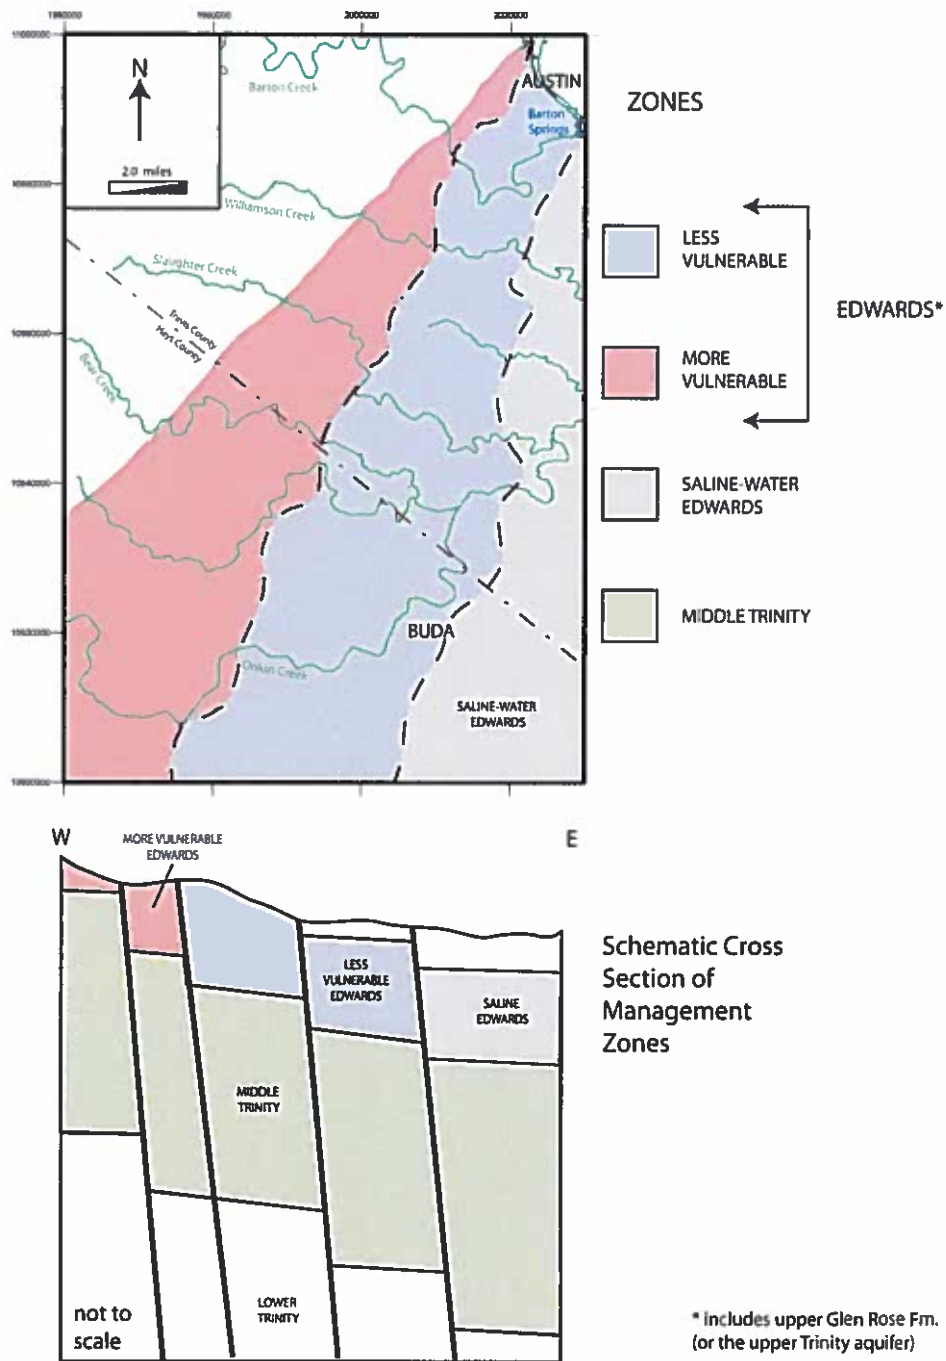 2000000
N
2.0 miles
Barton Creek
AUSTIN
Barton
Springs
Williamson Creek
Slaughter Creek
Travis County
Hays County
Bear Creek
BUDA
Onion Creek
SALINE-WATER
EDWARDS
ZONES
LESS
VULNERABLE
EDWARDS*
MORE
VULNERABLE
SALINE-WATER
EDWARDS
MIDDLE TRINITY
W
MORE VULNERABLE
EDWARDS
E
LESS
VULNERABLE
EDWARDS
SALINE
EDWARDS
MIDDLE
TRINITY
LOWER
TRINITY
not to
scale
Schematic Cross
Section of
Management
Zones
* includes upper Glen Rose Fm.
(or the upper Trinity aquifer)